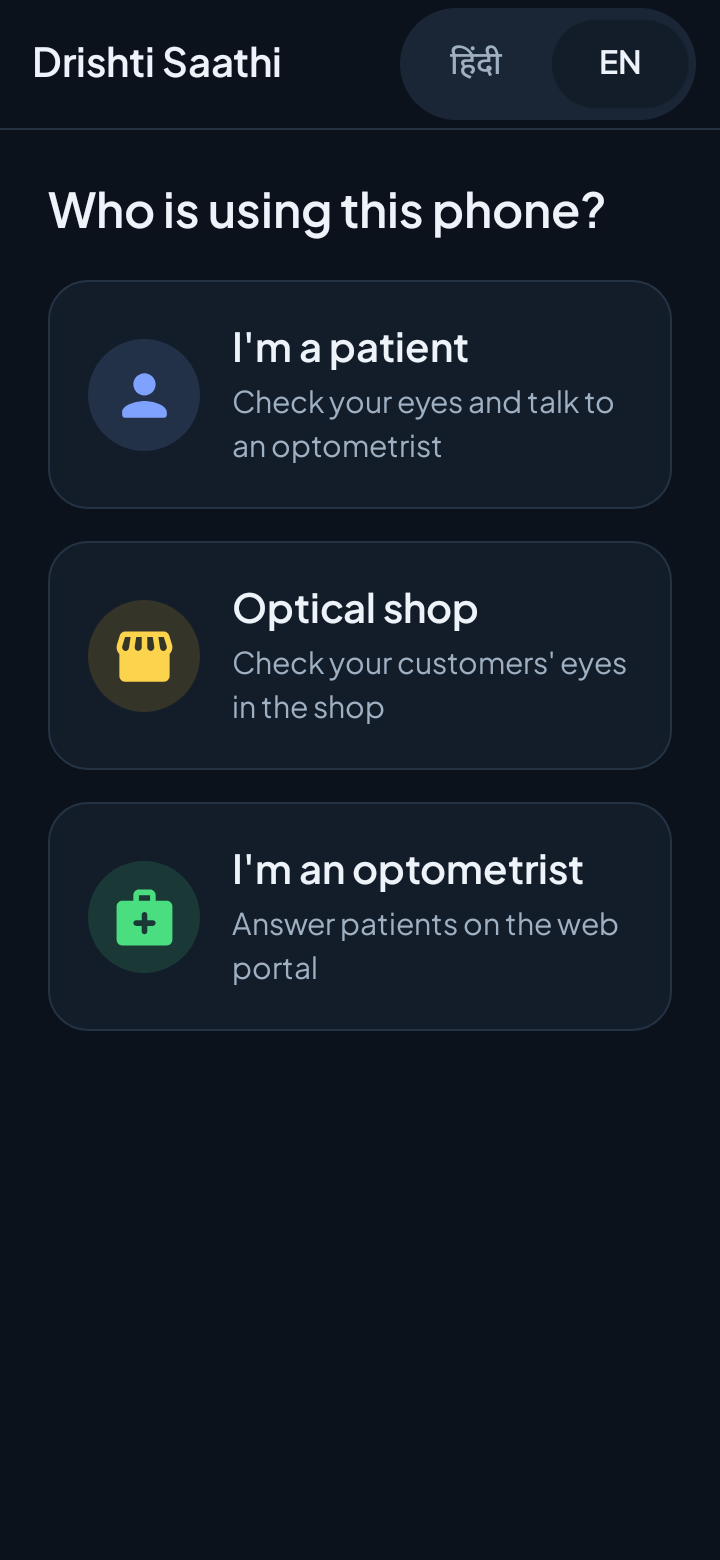 Drishti Saathi
हिंदी
EN
Who is using this phone?
I'm a patient
Check your eyes and talk to
an optometrist
Optical shop
Check your customers' eyes
in the shop
I'm an optometrist
Answer patients on the web
portal